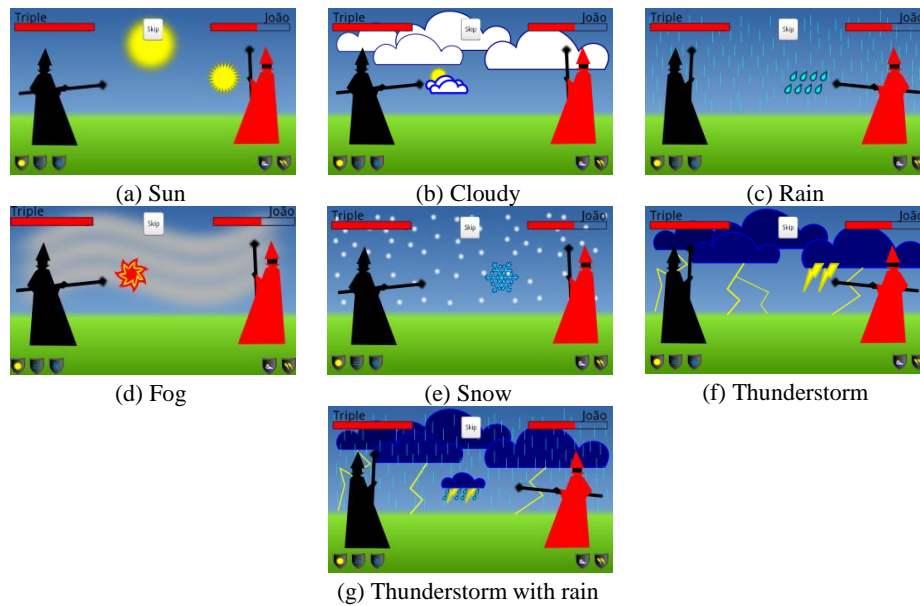 Triple Skip João
Triple Skip João
Triple Skip João
(a) Sun
(b) Cloudy
(c) Rain
Triple Skip João
Triple Skip João
Triple Skip João
(d) Fog
(e) Snow
(f) Thunderstorm
Triple Skip João
(g) Thunderstorm with rain